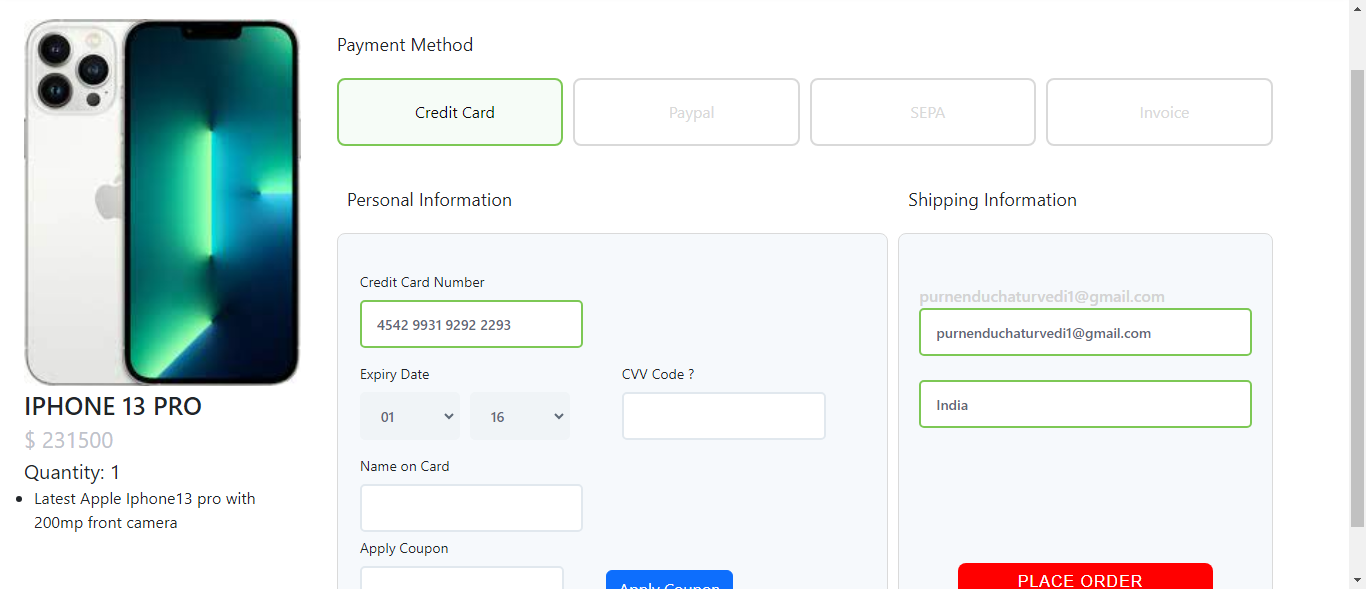 IPHONE 13 PRO
$ 231500
Quantity: 1
Latest Apple Iphone13 pro with
200mp front camera
Payment Method
Credit Card
Paypal
SEPA
Invoice
Personal Information
Credit Card Number
4542 9931 9292 2293
Expiry Date
CVV Code ?
01
16
Name on Card
Apply Coupon
Apply Coupon
Shipping Information
purnenduchaturvedi1@gmail.com
purnenduchaturvedi1@gmail.com
India
PLACE ORDER